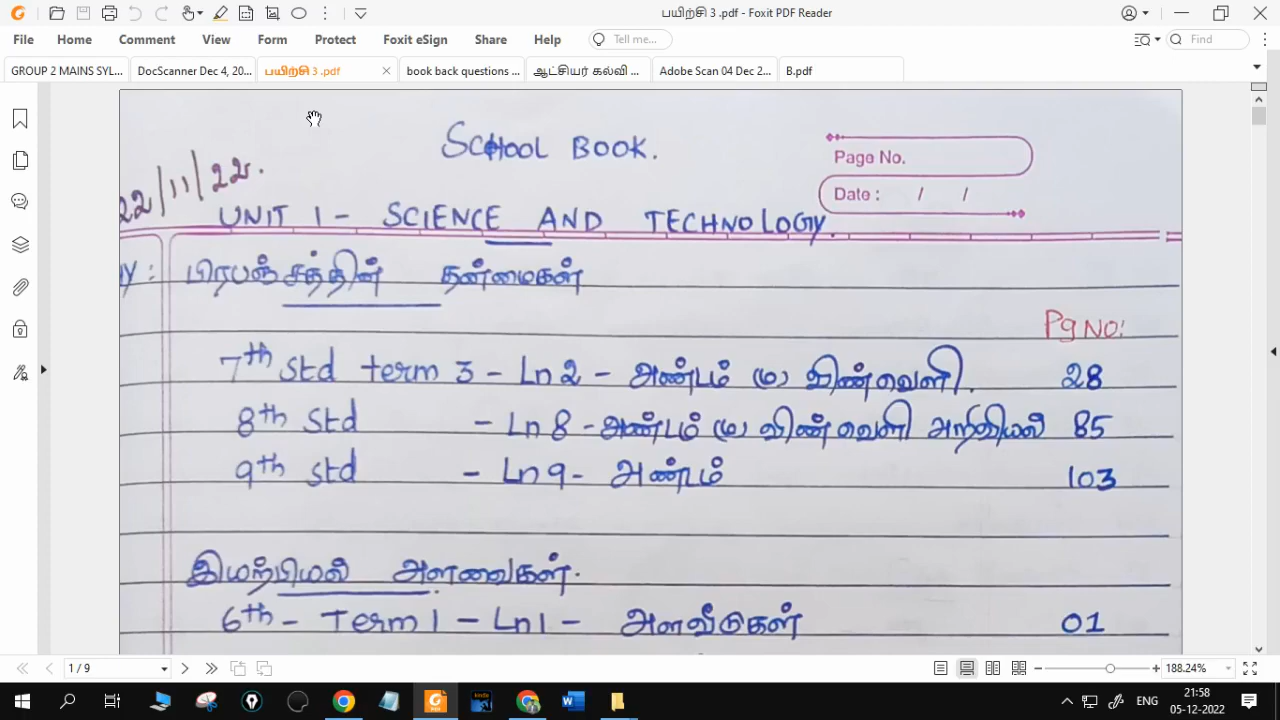 பயிற்சி 3 .pdf - Foxit PDF Reader
File Home Comment View Form Protect Foxit eSign Share Help Tell me... Find
GROUP 2 MAINS SYL... DocScanner Dec 4, 20... பயிற்சி 3 .pdf book back questions ... ஆட்சியர் கல்வி ... Adobe Scan 04 Dec 2... B.pdf
SCHOOL BOOK.
Page No.
Date : / /
22/11/22.
UNIT 1 - SCIENCE AND TECHNOLOGY.
பிரபஞ்சத்தின் தன்மைகள்
Pg No:
7th Std term 3 - Ln 2 - அண்டம் (ம) விண்வெளி. 28
8th Std - Ln 8 - அண்டம் (ம) விண்வெளி அறிவியல் 85
9th std - Ln 9 - அண்டம் 103
இயற்பியல் அளவைகள்.
6th - Term 1 - Ln 1 - அளவீடுகள் 01
1 / 9 188.24%
ENG 21:58
05-12-2022